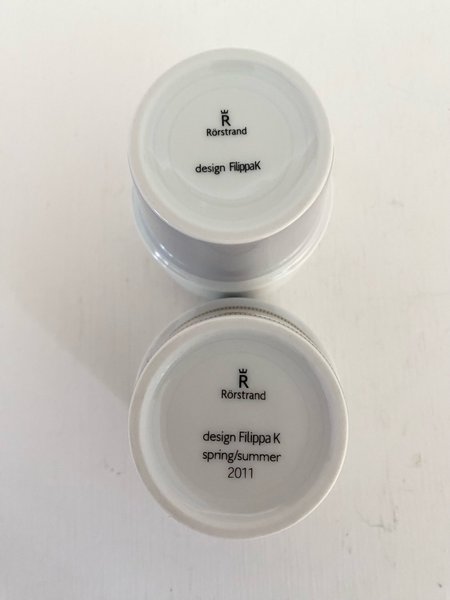 R
Rörstrand
design FilippaK
R
Rörstrand
design Filippa K
spring/summer
2011